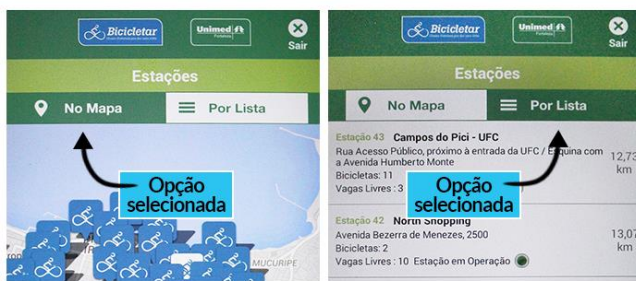 Bicicletar
Unimed
Fortaleza
Sair
Estações
No Mapa
Por Lista
Opção
selecionada
MUCURIPE
Bicicletar
Unimed
Fortaleza
Sair
Estações
No Mapa
Por Lista
Estação 43 Campos do Pici - UFC
Rua Acesso Público, próximo à entrada da UFC / Esquina com
a Avenida Humberto Monte
12,73
km
Bicicletas: 11
Vagas Livres : 3
Opção
selecionada
Estação 42 North Shopping
Avenida Bezerra de Menezes, 2500
13,07
km
Bicicletas: 2
Vagas Livres : 10 Estação em Operação